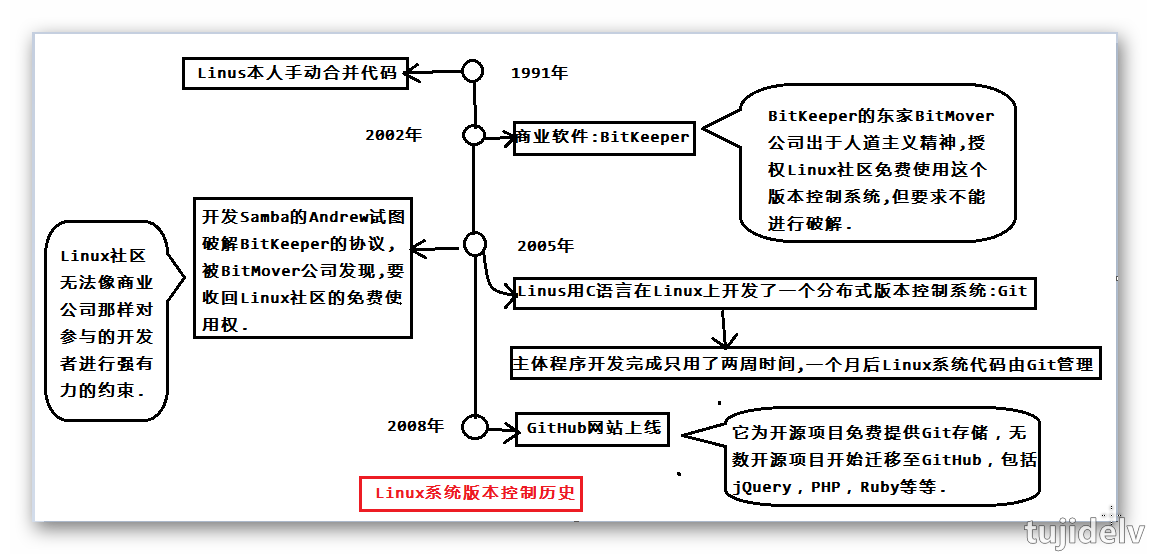 Linus本人手动合并代码
1991年
2002年
商业软件:BitKeeper
BitKeeper的东家BitMover
公司出于人道主义精神,授
权Linux社区免费使用这个
版本控制系统,但要求不能
进行破解.
开发Samba的Andrew试图
破解BitKeeper的协议,
被BitMover公司发现,要
收回Linux社区的免费使
用权.
Linux社区
无法像商业
公司那样对
参与的开发
者进行强有
力的约束.
2005年
Linus用C语言在Linux上开发了一个分布式版本控制系统:Git
主体程序开发完成只用了两周时间,一个月后Linux系统代码由Git管理
2008年
GitHub网站上线
它为开源项目免费提供Git存储，无
数开源项目开始迁移至GitHub，包括
jQuery，PHP，Ruby等等.
Linux系统版本控制历史
tujidelv